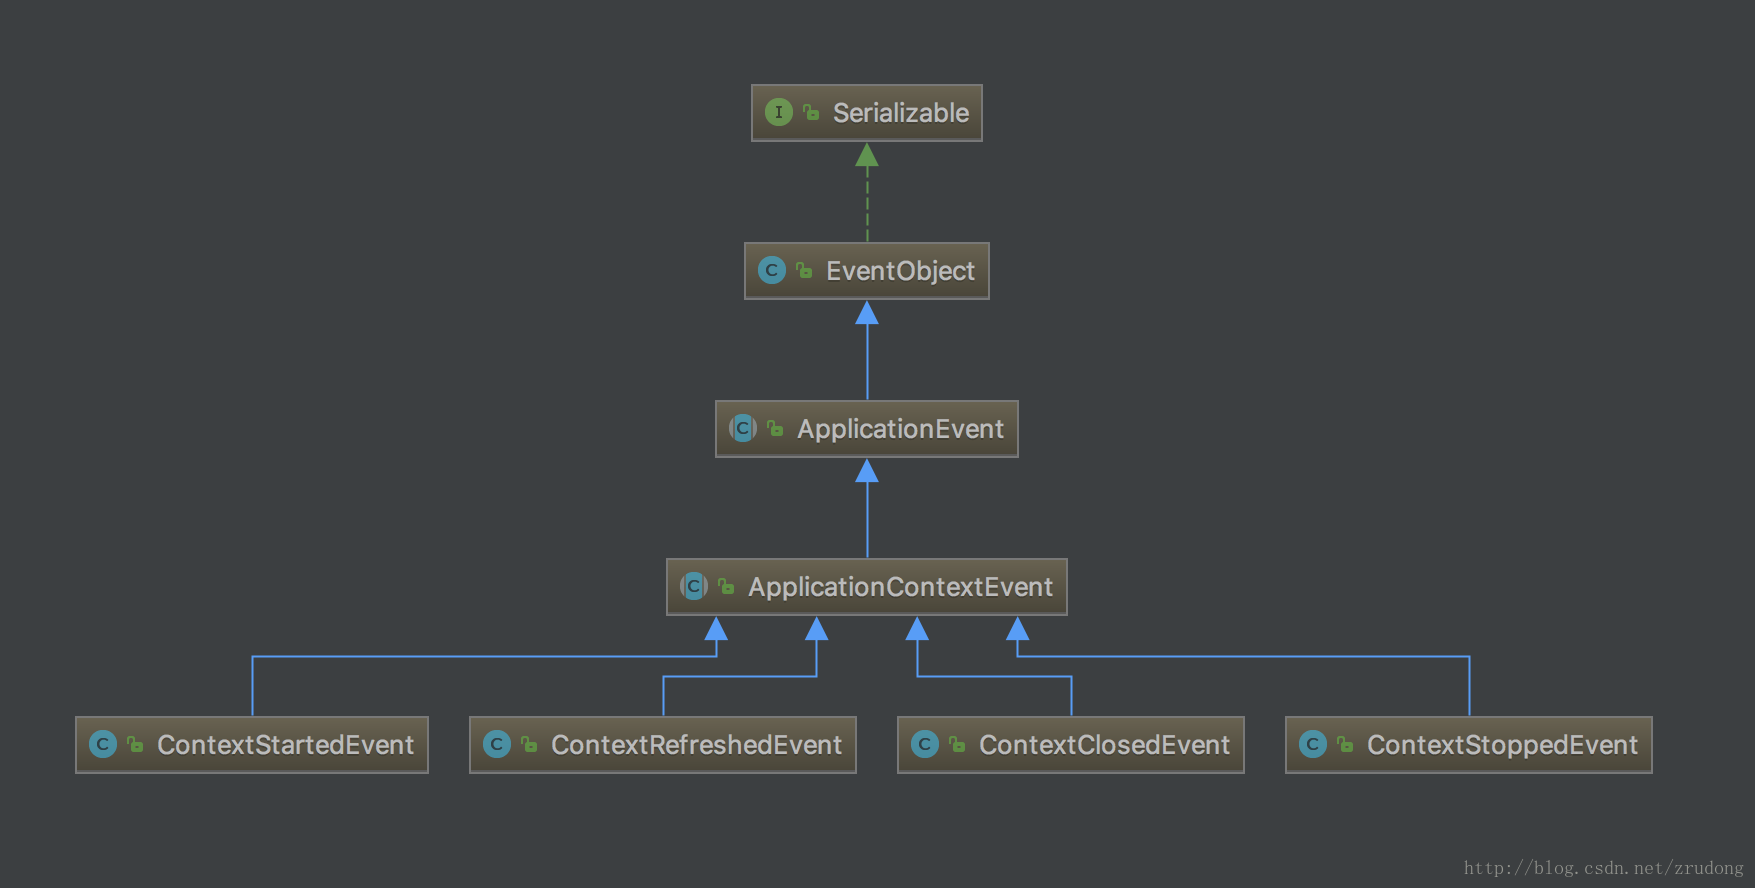 I Serializable
C EventObject
C ApplicationEvent
C ApplicationContextEvent
C ContextStartedEvent
C ContextRefreshedEvent
C ContextClosedEvent
C ContextStoppedEvent
http://blog.csdn.net/zrudong